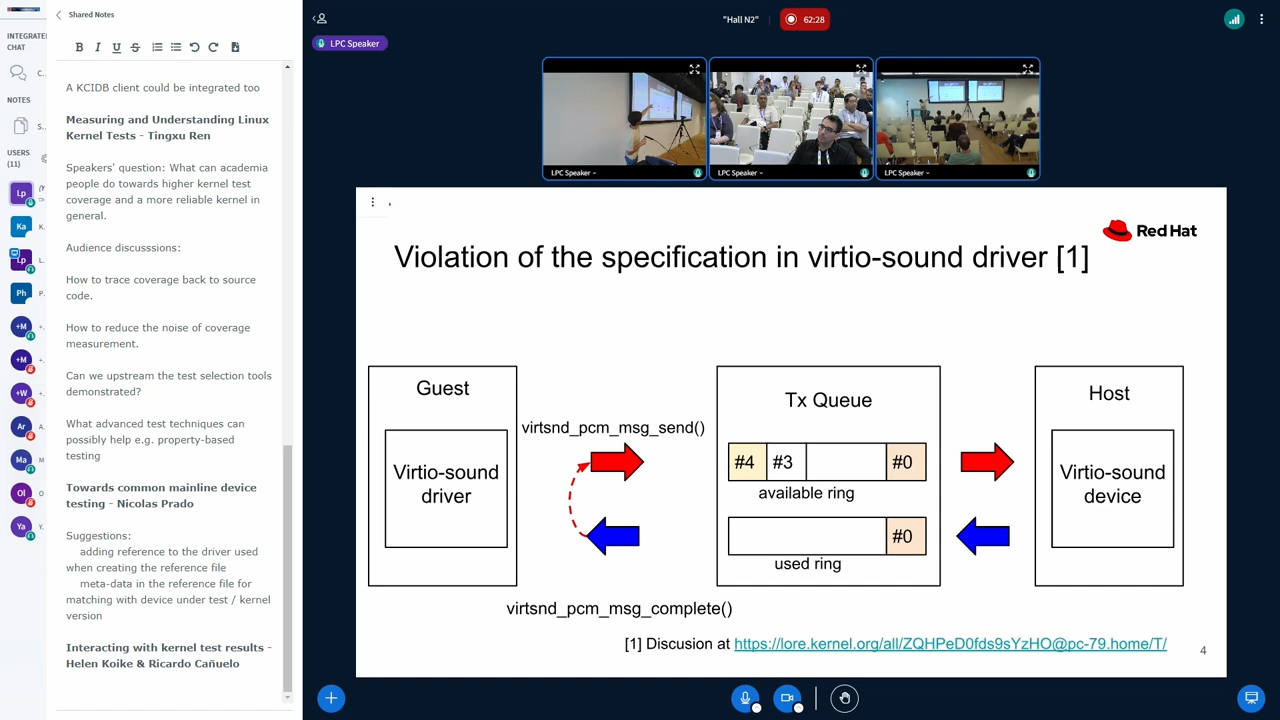 Shared Notes
INTEGRATE
CHAT
C..
NOTES
S..
USERS
(11)
Lp
Ka
K.
Lp
L..
Ph
P.
+M
+.
+M
+.
+W
+.
Ar
A.
Ma
M.
Ol
O
Ya
Y.
B I U S
A KCIDB client could be integrated too
Measuring and Understanding Linux
Kernel Tests - Tingxu Ren
Speakers' question: What can academia
people do towards higher kernel test
coverage and a more reliable kernel in
general.
Audience discusssions:
How to trace coverage back to source
code.
How to reduce the noise of coverage
measurement.
Can we upstream the test selection tools
demonstrated?
What advanced test techniques can
possibly help e.g. property-based
testing
Towards common mainline device
testing - Nicolas Prado
Suggestions:
adding reference to the driver used
when creating the reference file
meta-data in the reference file for
matching with device under test / kernel
version
Interacting with kernel test results -
Helen Koike & Ricardo Cañuelo
"Hall N2"
62:28
LPC Speaker
LPC Speaker
LPC Speaker
LPC Speaker
Red Hat
Violation of the specification in virtio-sound driver [1]
Guest
Virtio-sound
driver
virtsnd_pcm_msg_send()
virtsnd_pcm_msg_complete()
Tx Queue
#4 #3 #0
available ring
#0
used ring
Host
Virtio-sound
device
[1] Discusion at https://lore.kernel.org/all/ZQHPeD0fds9sYzHO@pc-79.home/T/
4